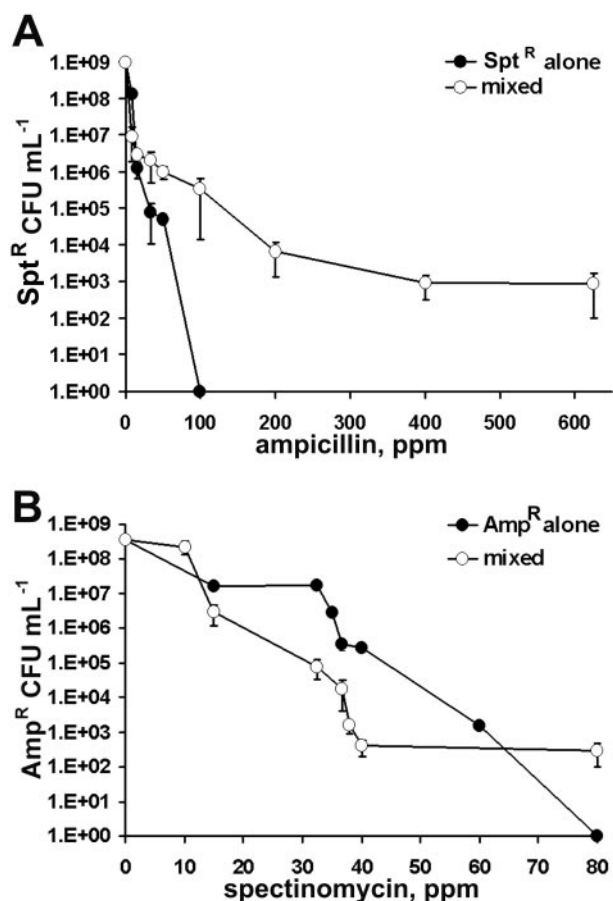 A
Spt^R CFU mL^-1
1.E+09
1.E+08
1.E+07
1.E+06
1.E+05
1.E+04
1.E+03
1.E+02
1.E+01
1.E+00
Spt^R alone
mixed
0 100 200 300 400 500 600
ampicillin, ppm
B
Amp^R CFU mL^-1
1.E+09
1.E+08
1.E+07
1.E+06
1.E+05
1.E+04
1.E+03
1.E+02
1.E+01
1.E+00
Amp^R alone
mixed
0 10 20 30 40 50 60 70 80
spectinomycin, ppm